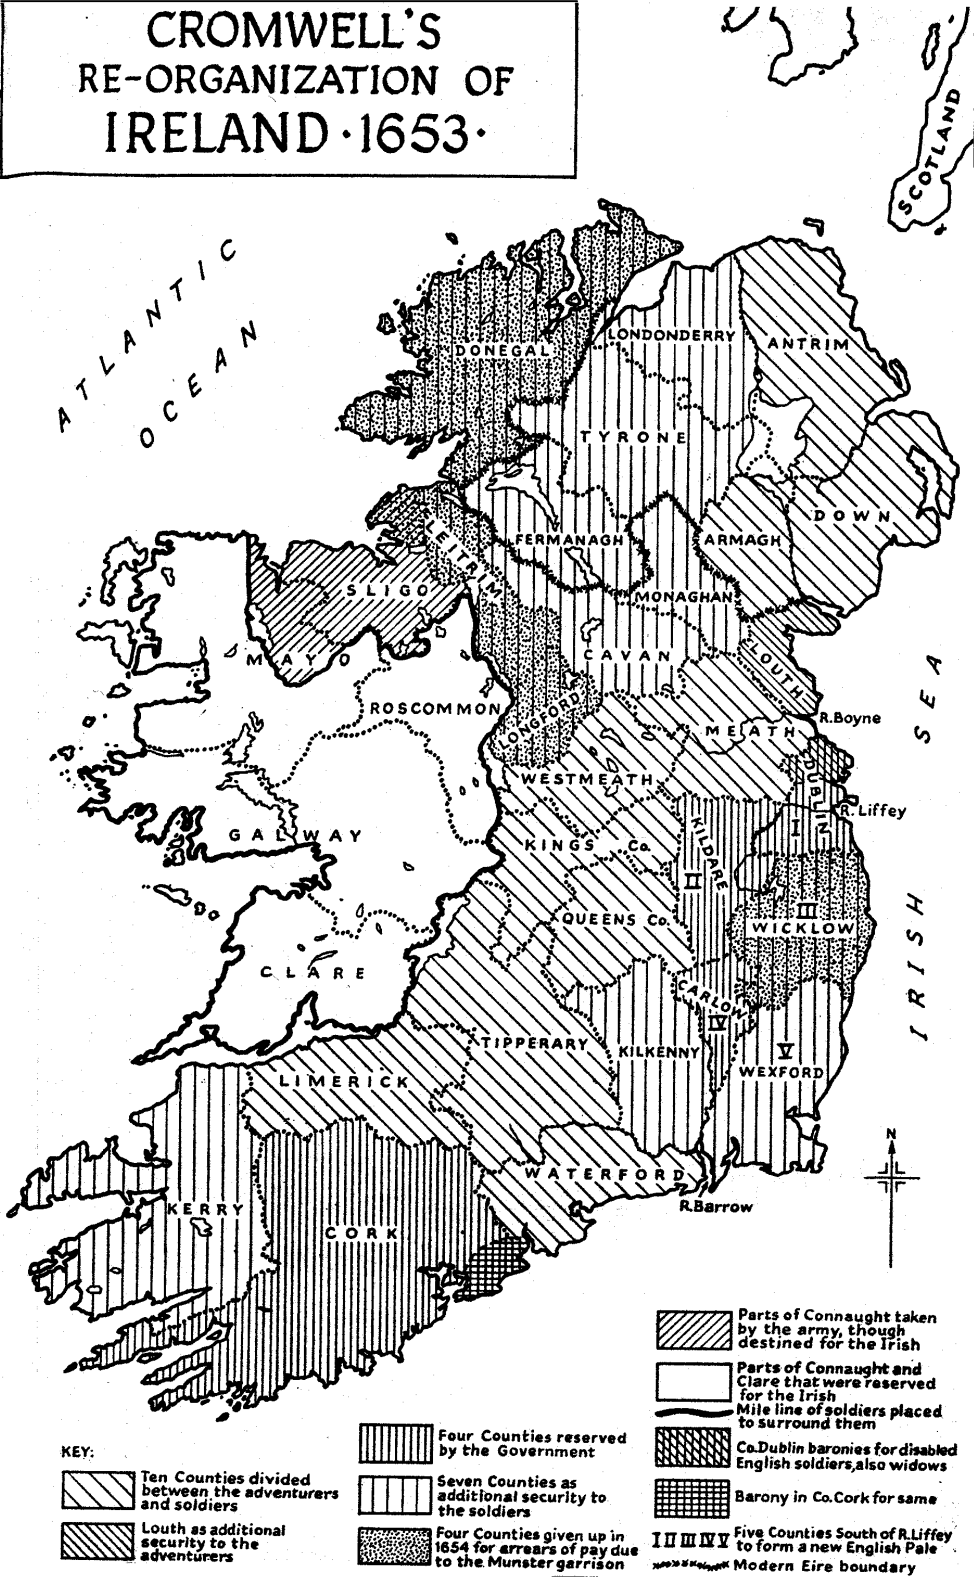 CROMWELL'S
RE-ORGANIZATION OF
IRELAND · 1653 ·
SCOTLAND
ATLANTIC
OCEAN
DONEGAL
LONDONDERRY
ANTRIM
TYRONE
DOWN
LEITRIM
FERMANAGH
ARMAGH
SLIGO
MONAGHAN
MAYO
CAVAN
LOUTH
ROSCOMMON
LONGFORD
MEATH
R.Boyne
WESTMEATH
DUBLIN
R.Liffey
GALWAY
KINGS Co.
KILDARE
I
II
QUEENS Co.
III
WICKLOW
CLARE
CARLOW
IV
TIPPERARY
KILKENNY
V
WEXFORD
LIMERICK
WATERFORD
R.Barrow
KERRY
CORK
IRISH SEA
N
KEY:
Ten Counties divided
between the adventurers
and soldiers
Louth as additional
security to the
adventurers
Four Counties reserved
by the Government
Seven Counties as
additional security to
the soldiers
Four Counties given up in
1654 for arrears of pay due
to the Munster garrison
Parts of Connaught taken
by the army, though
destined for the Irish
Parts of Connaught and
Clare that were reserved
for the Irish
Mile line of soldiers placed
to surround them
Co.Dublin baronies for disabled
English soldiers, also widows
Barony in Co.Cork for same
I II III IV V Five Counties South of R.Liffey
to form a new English Pale
Modern Eire boundary